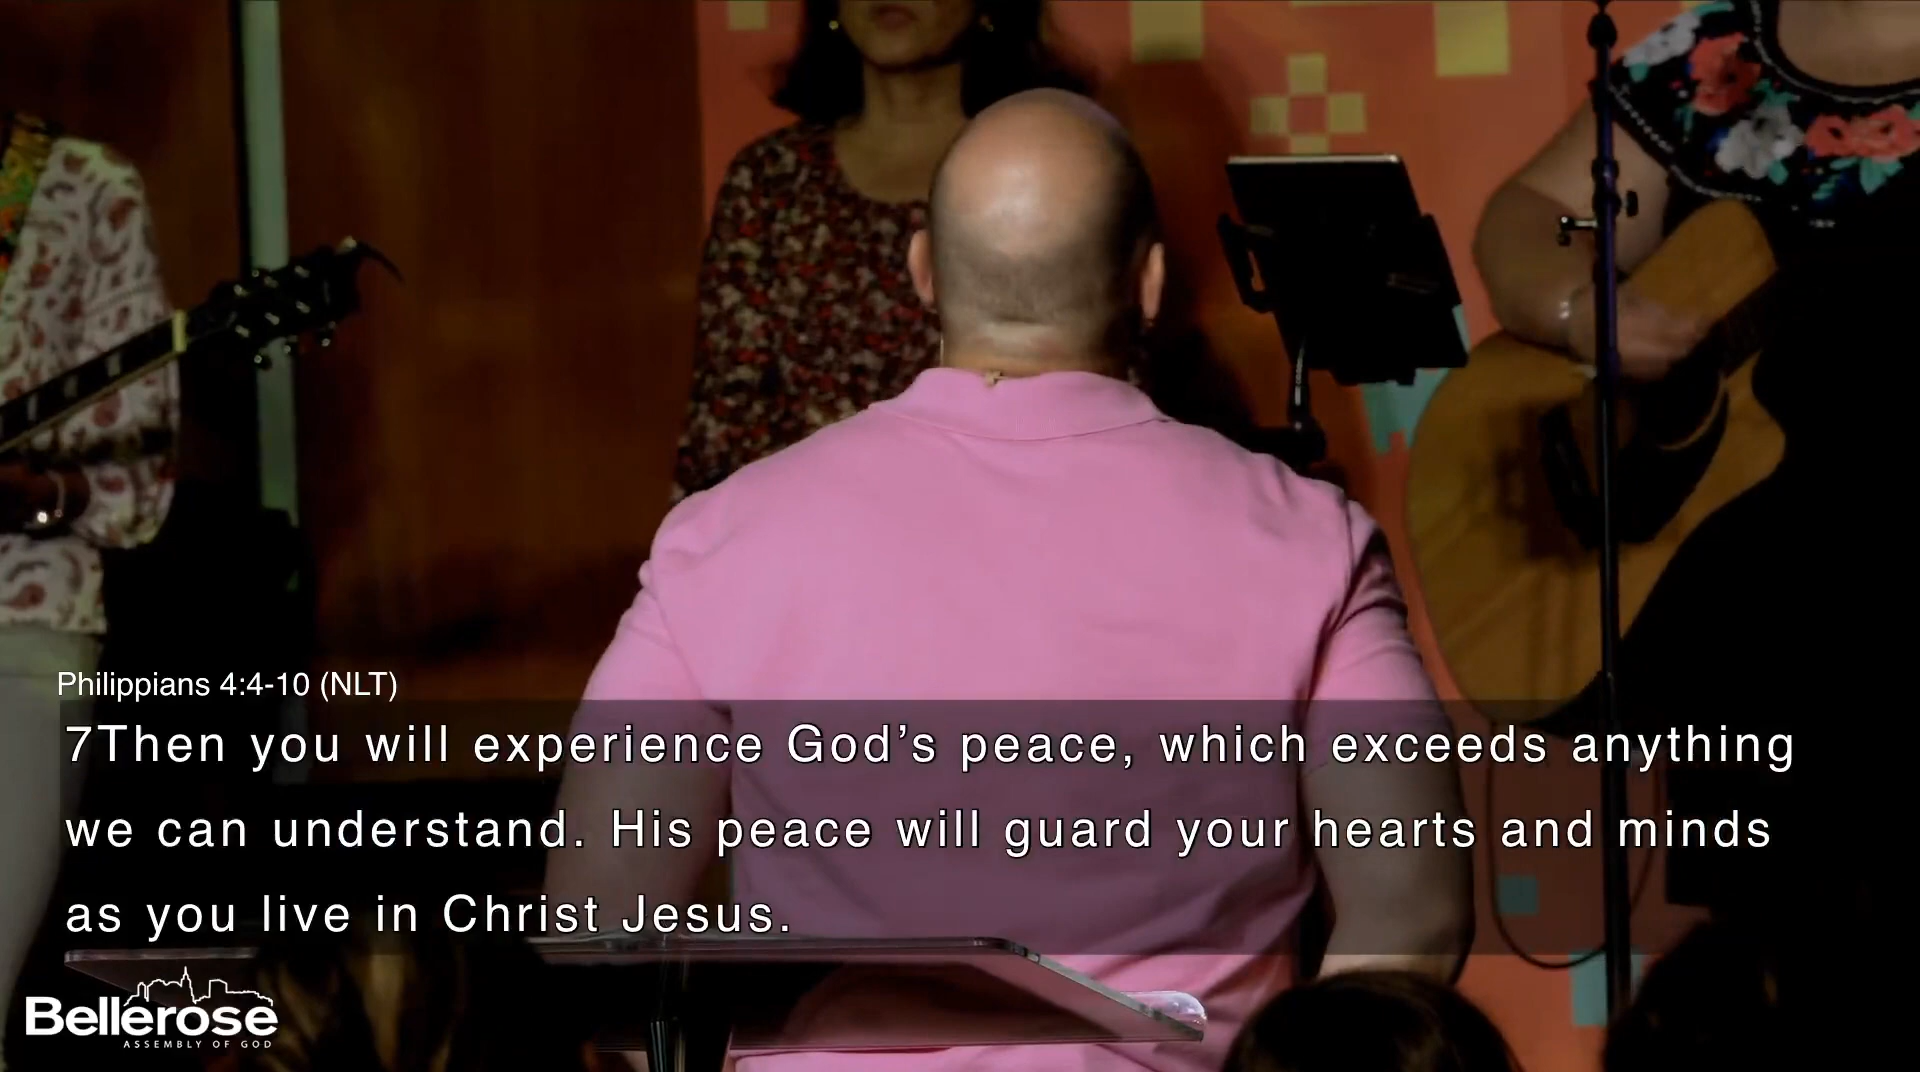 Philippians 4:4-10 (NLT)
7Then you will experience God’s peace, which exceeds anything
we can understand. His peace will guard your hearts and minds
as you live in Christ Jesus.
Bellerose
ASSEMBLY OF GOD